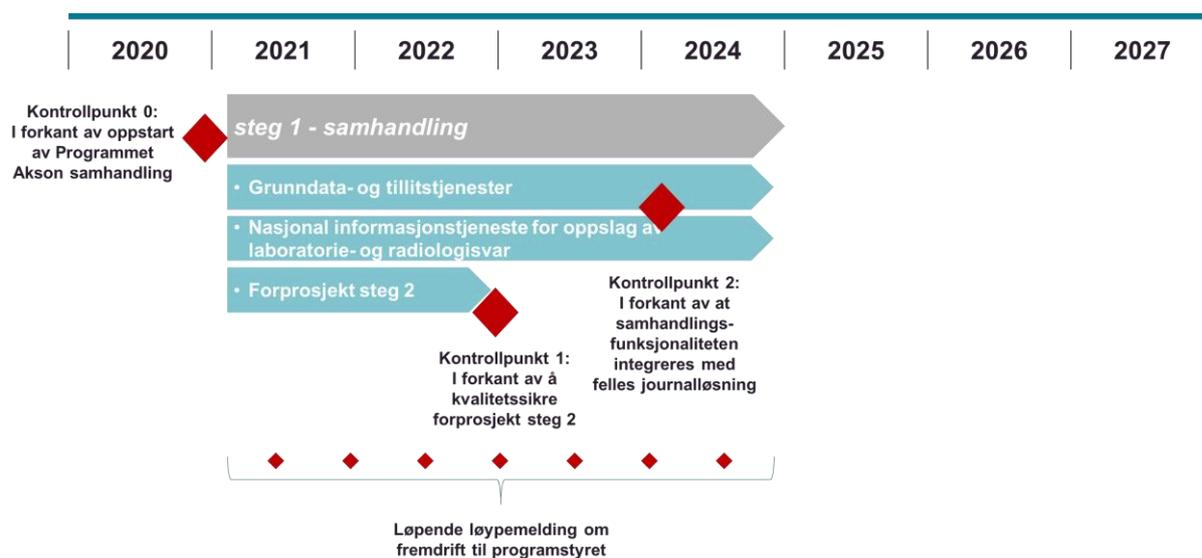 2020 2021 2022 2023 2024 2025 2026 2027
Kontrollpunkt 0:
I forkant av oppstart
av Programmet
Akson samhandling
steg 1 - samhandling
• Grunndata- og tillitstjenester
• Nasjonal informasjonstjeneste for oppslag av
laboratorie- og radiologisvar
• Forprosjekt steg 2
Kontrollpunkt 1:
I forkant av å
kvalitetssikre
forprosjekt steg 2
Kontrollpunkt 2:
I forkant av at
samhandlings-
funksjonaliteten
integreres med
felles journalløsning
Løpende løypemelding om
fremdrift til programstyret